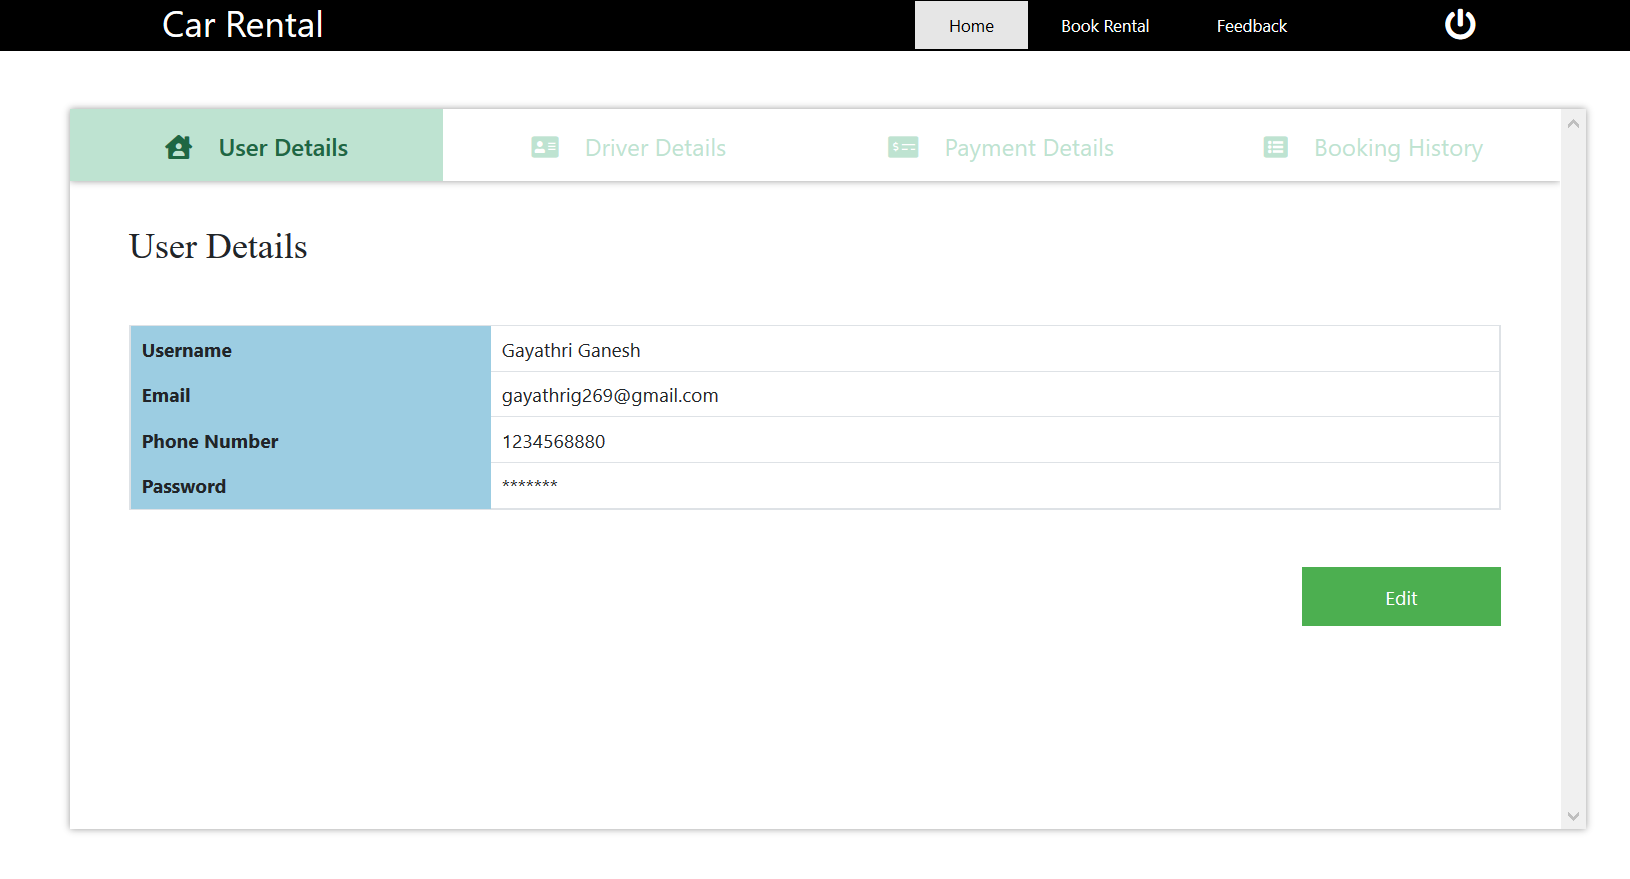 Car Rental Home Book Rental Feedback
User Details Driver Details Payment Details Booking History
User Details
Username Gayathri Ganesh
Email gayathrig269@gmail.com
Phone Number 1234568880
Password *******
Edit